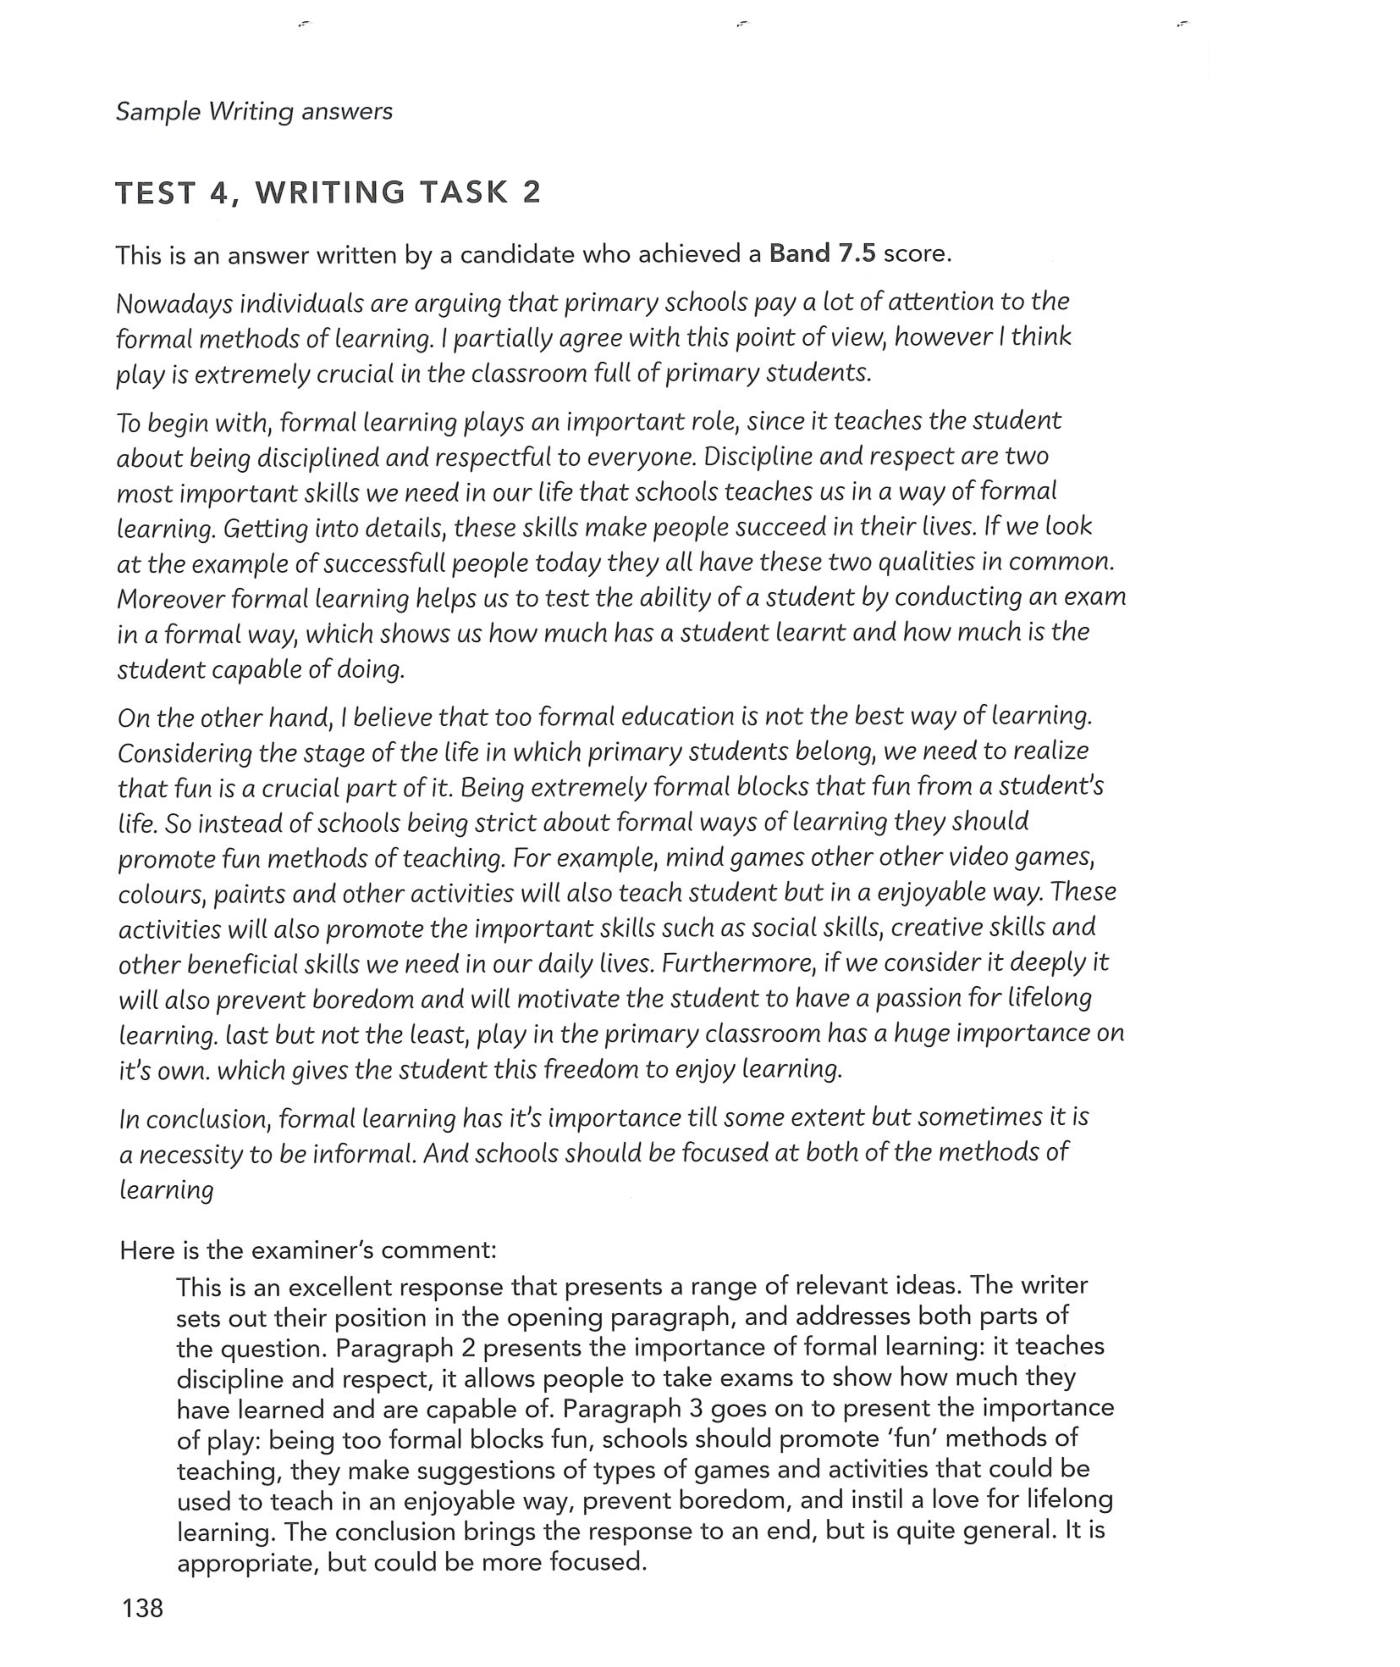 Sample Writing answers
TEST 4, WRITING TASK 2
This is an answer written by a candidate who achieved a Band 7.5 score.
Nowadays individuals are arguing that primary schools pay a lot of attention to the
formal methods of learning. I partially agree with this point of view, however I think
play is extremely crucial in the classroom full of primary students.
To begin with, formal learning plays an important role, since it teaches the student
about being disciplined and respectful to everyone. Discipline and respect are two
most important skills we need in our life that schools teaches us in a way of formal
learning. Getting into details, these skills make people succeed in their lives. If we look
at the example of successfull people today they all have these two qualities in common.
Moreover formal learning helps us to test the ability of a student by conducting an exam
in a formal way, which shows us how much has a student learnt and how much is the
student capable of doing.
On the other hand, I believe that too formal education is not the best way of learning.
Considering the stage of the life in which primary students belong, we need to realize
that fun is a crucial part of it. Being extremely formal blocks that fun from a student's
life. So instead of schools being strict about formal ways of learning they should
promote fun methods of teaching. For example, mind games other other video games,
colours, paints and other activities will also teach student but in a enjoyable way. These
activities will also promote the important skills such as social skills, creative skills and
other beneficial skills we need in our daily lives. Furthermore, if we consider it deeply it
will also prevent boredom and will motivate the student to have a passion for lifelong
learning. last but not the least, play in the primary classroom has a huge importance on
it's own. which gives the student this freedom to enjoy learning.
In conclusion, formal learning has it's importance till some extent but sometimes it is
a necessity to be informal. And schools should be focused at both of the methods of
learning
Here is the examiner's comment:
This is an excellent response that presents a range of relevant ideas. The writer
sets out their position in the opening paragraph, and addresses both parts of
the question. Paragraph 2 presents the importance of formal learning: it teaches
discipline and respect, it allows people to take exams to show how much they
have learned and are capable of. Paragraph 3 goes on to present the importance
of play: being too formal blocks fun, schools should promote 'fun' methods of
teaching, they make suggestions of types of games and activities that could be
used to teach in an enjoyable way, prevent boredom, and instil a love for lifelong
learning. The conclusion brings the response to an end, but is quite general. It is
appropriate, but could be more focused.
138